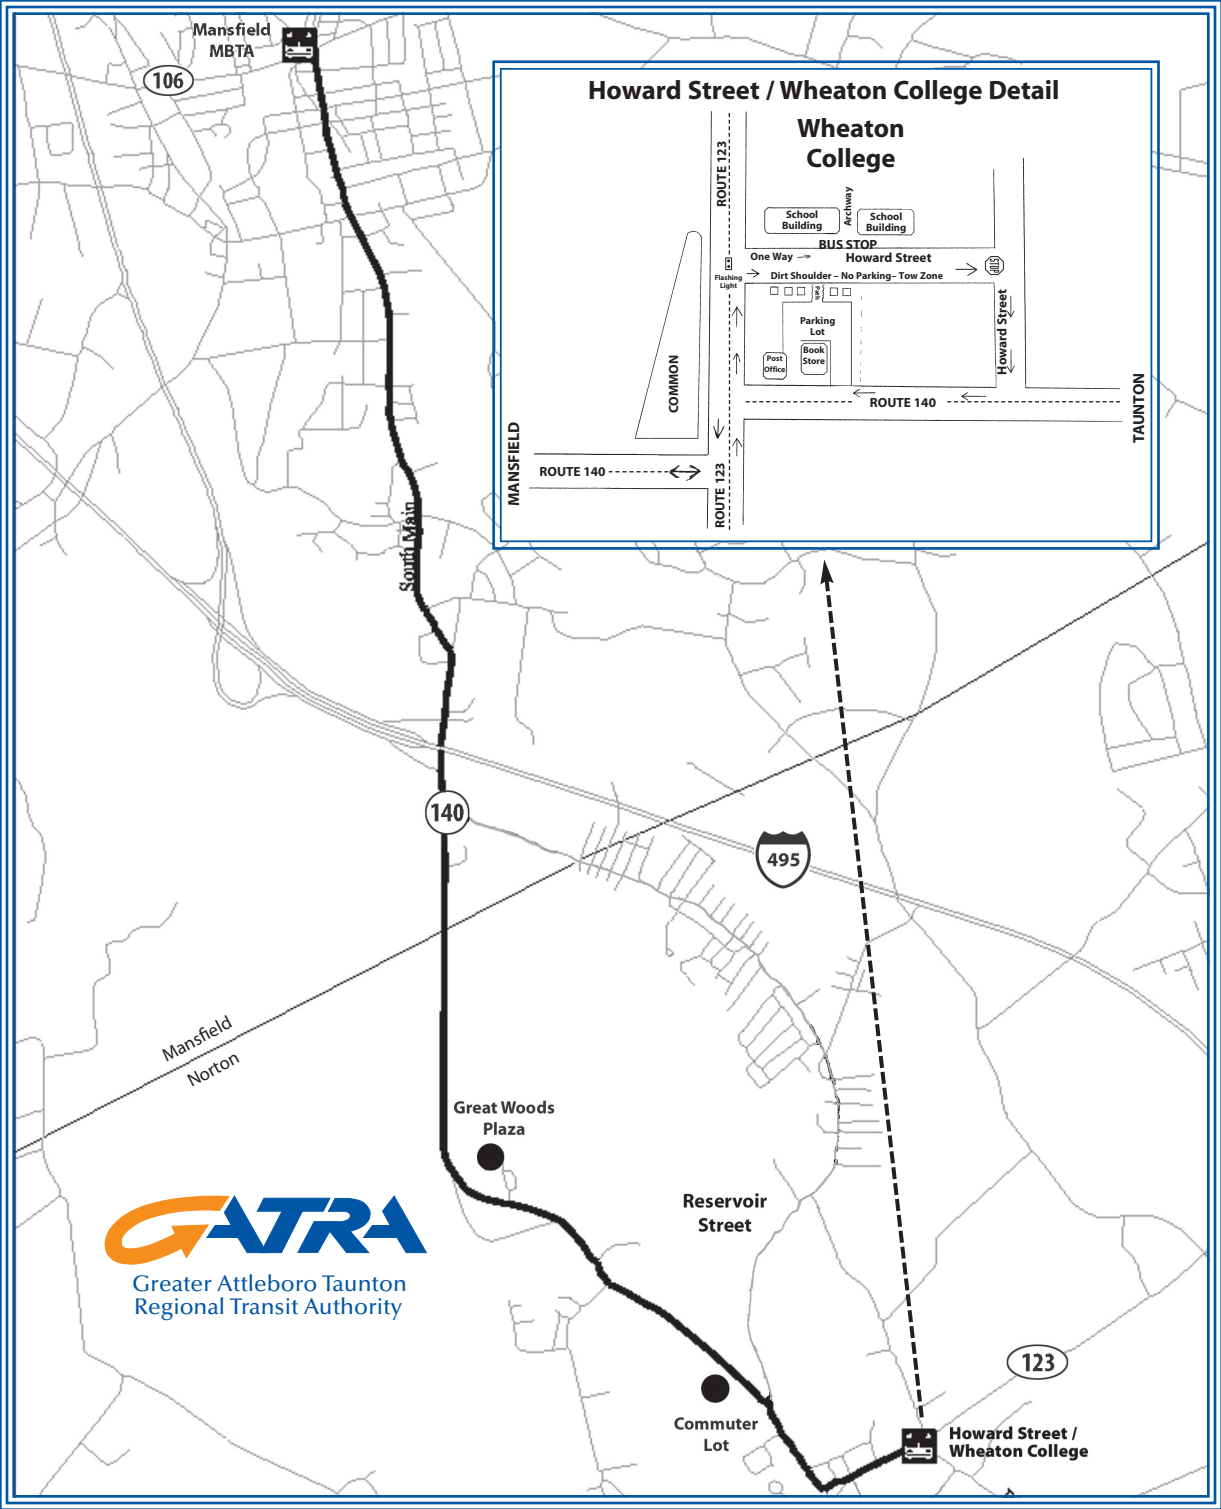 Mansfield
MBTA
106
Howard Street / Wheaton College Detail
Wheaton
College
ROUTE 123
Archway
School
Building
School
Building
BUS STOP
One Way
Howard Street
STOP
Flashing
Light
Dirt Shoulder – No Parking– Tow Zone
Path
Parking
Lot
Howard Street
Post
Office
Book
Store
COMMON
ROUTE 140
TAUNTON
MANSFIELD
ROUTE 140
ROUTE 123
South Main
140
495
Mansfield
Norton
Great Woods
Plaza
Reservoir
Street
GATRA
Greater Attleboro Taunton
Regional Transit Authority
123
Commuter
Lot
Howard Street /
Wheaton College